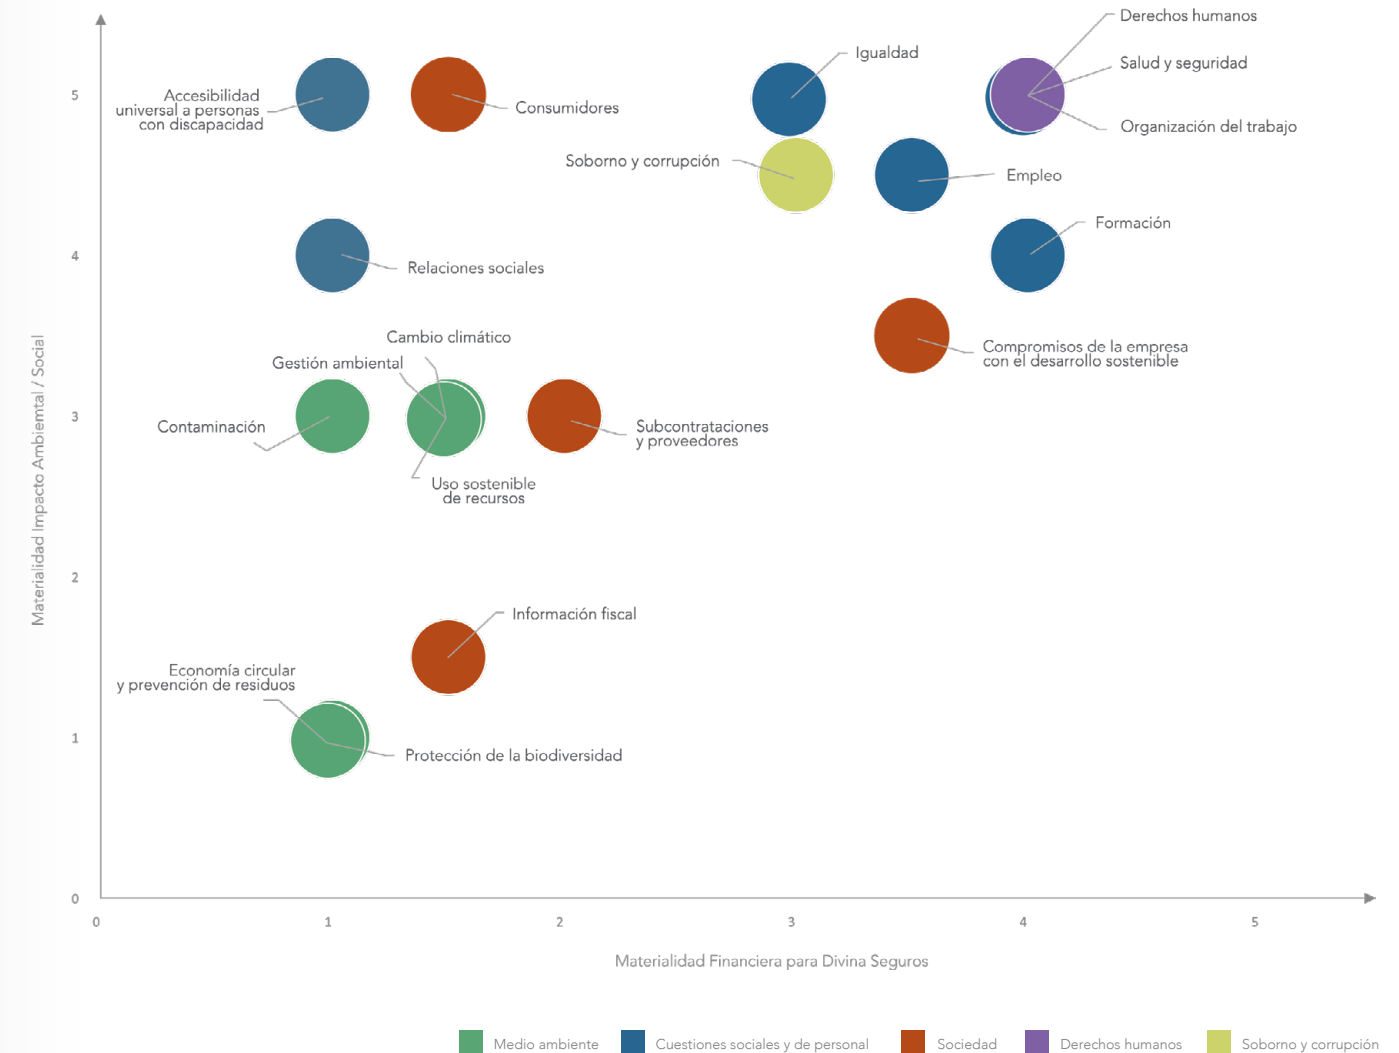 Derechos humanos
Igualdad
Salud y seguridad
5
Accesibilidad
universal a personas
con discapacidad
Consumidores
Organización del trabajo
Soborno y corrupción
Empleo
Formación
4
Relaciones sociales
Cambio climático
Gestión ambiental
Compromisos de la empresa
con el desarrollo sostenible
3
Contaminación
Subcontrataciones
y proveedores
Uso sostenible
de recursos
Materialidad Impacto Ambiemtal / Social
2
Información fiscal
Economía circular
y prevención de residuos
1
Protección de la biodiversidad
0
0 1 2 3 4 5
Materialidad Financiera para Divina Seguros
Medio ambiente Cuestiones sociales y de personal Sociedad Derechos humanos Soborno y corrupción